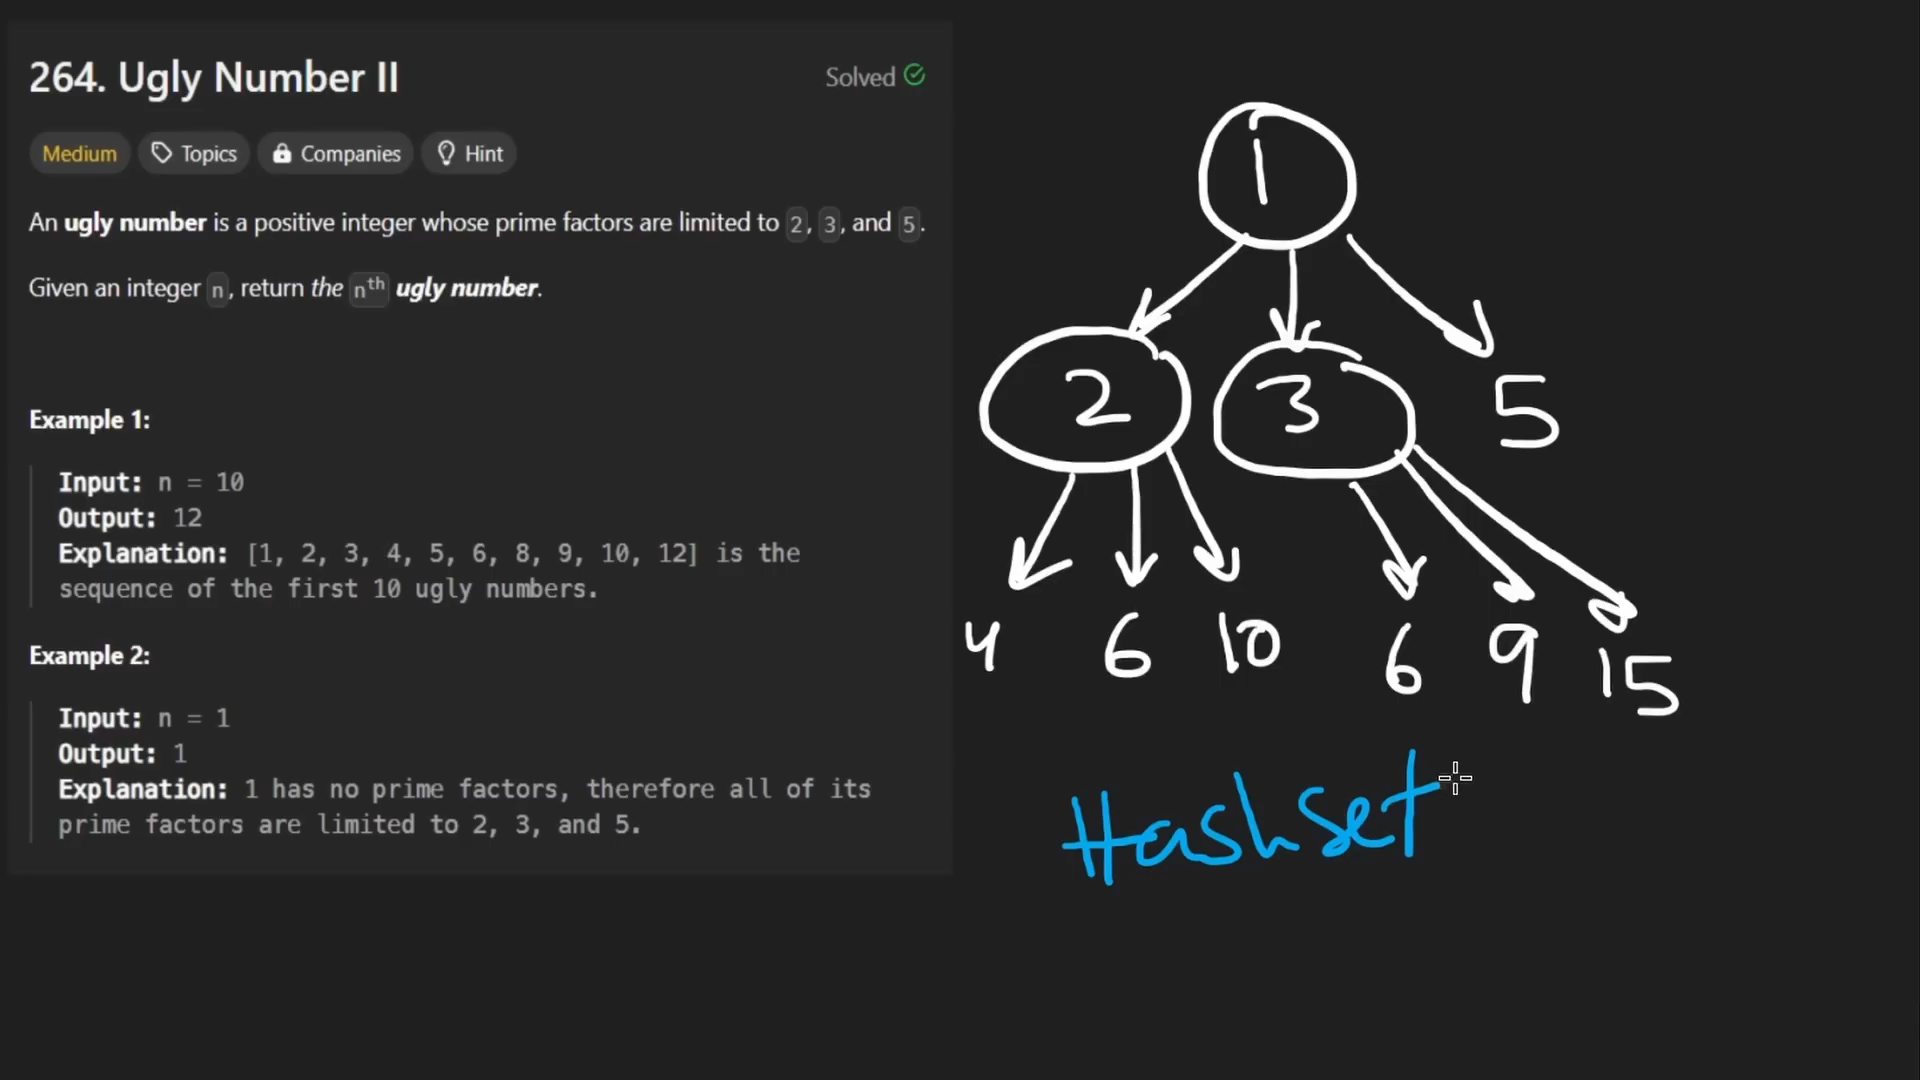 264. Ugly Number II
Solved
Medium Topics Companies Hint
An ugly number is a positive integer whose prime factors are limited to 2, 3, and 5.
Given an integer n, return the nth ugly number.
Example 1:
Input: n = 10
Output: 12
Explanation: [1, 2, 3, 4, 5, 6, 8, 9, 10, 12] is the
sequence of the first 10 ugly numbers.
Example 2:
Input: n = 1
Output: 1
Explanation: 1 has no prime factors, therefore all of its
prime factors are limited to 2, 3, and 5.
1
2 3 5
4 6 10 6 9 15
Hashset